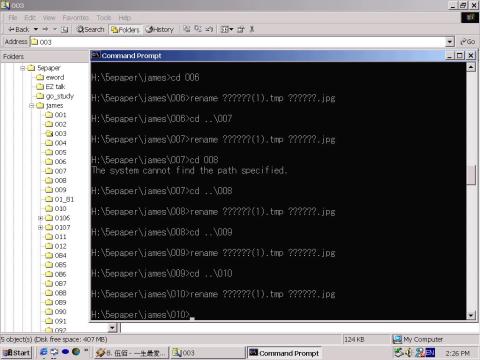 003
File Edit View Favorites Tools Help
Back Search Folders History
Address 003 Go
Folders
5epaper
eword
EZ talk
go_study
james
001
002
003
004
005
006
007
008
009
01_81
010
0106
0107
011
012
084
085
086
087
088
089
090
091
092
Command Prompt
H:\5epaper\james>cd 006
H:\5epaper\james\006>rename ??????(1).tmp ??????.jpg
H:\5epaper\james\006>cd ..\007
H:\5epaper\james\007>rename ??????(1).tmp ??????.jpg
H:\5epaper\james\007>cd 008
The system cannot find the path specified.
H:\5epaper\james\007>cd ..\008
H:\5epaper\james\008>rename ??????(1).tmp ??????.jpg
H:\5epaper\james\008>cd ..\009
H:\5epaper\james\009>rename ??????(1).tmp ??????.jpg
H:\5epaper\james\009>cd ..\010
H:\5epaper\james\010>rename ??????(1).tmp ??????.jpg
H:\5epaper\james\010>
5 object(s) (Disk free space: 407 MB) 124 KB My Computer
Start 8. 伍佰 - 一生最愛... 003 Command Prompt EN 2:26 PM